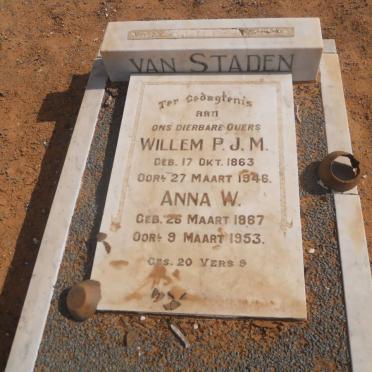 VAN STADEN
Ter Gedagtenis
aan
ONS DIERBARE OUERS
WILLEM P. J. M.
GEB. 17 OKT. 1863
OORL. 27 MAART 1946.
ANNA W.
GEB. 25 MAART 1867
OORL. 9 MAART 1953.
GES. 20 VERS 9